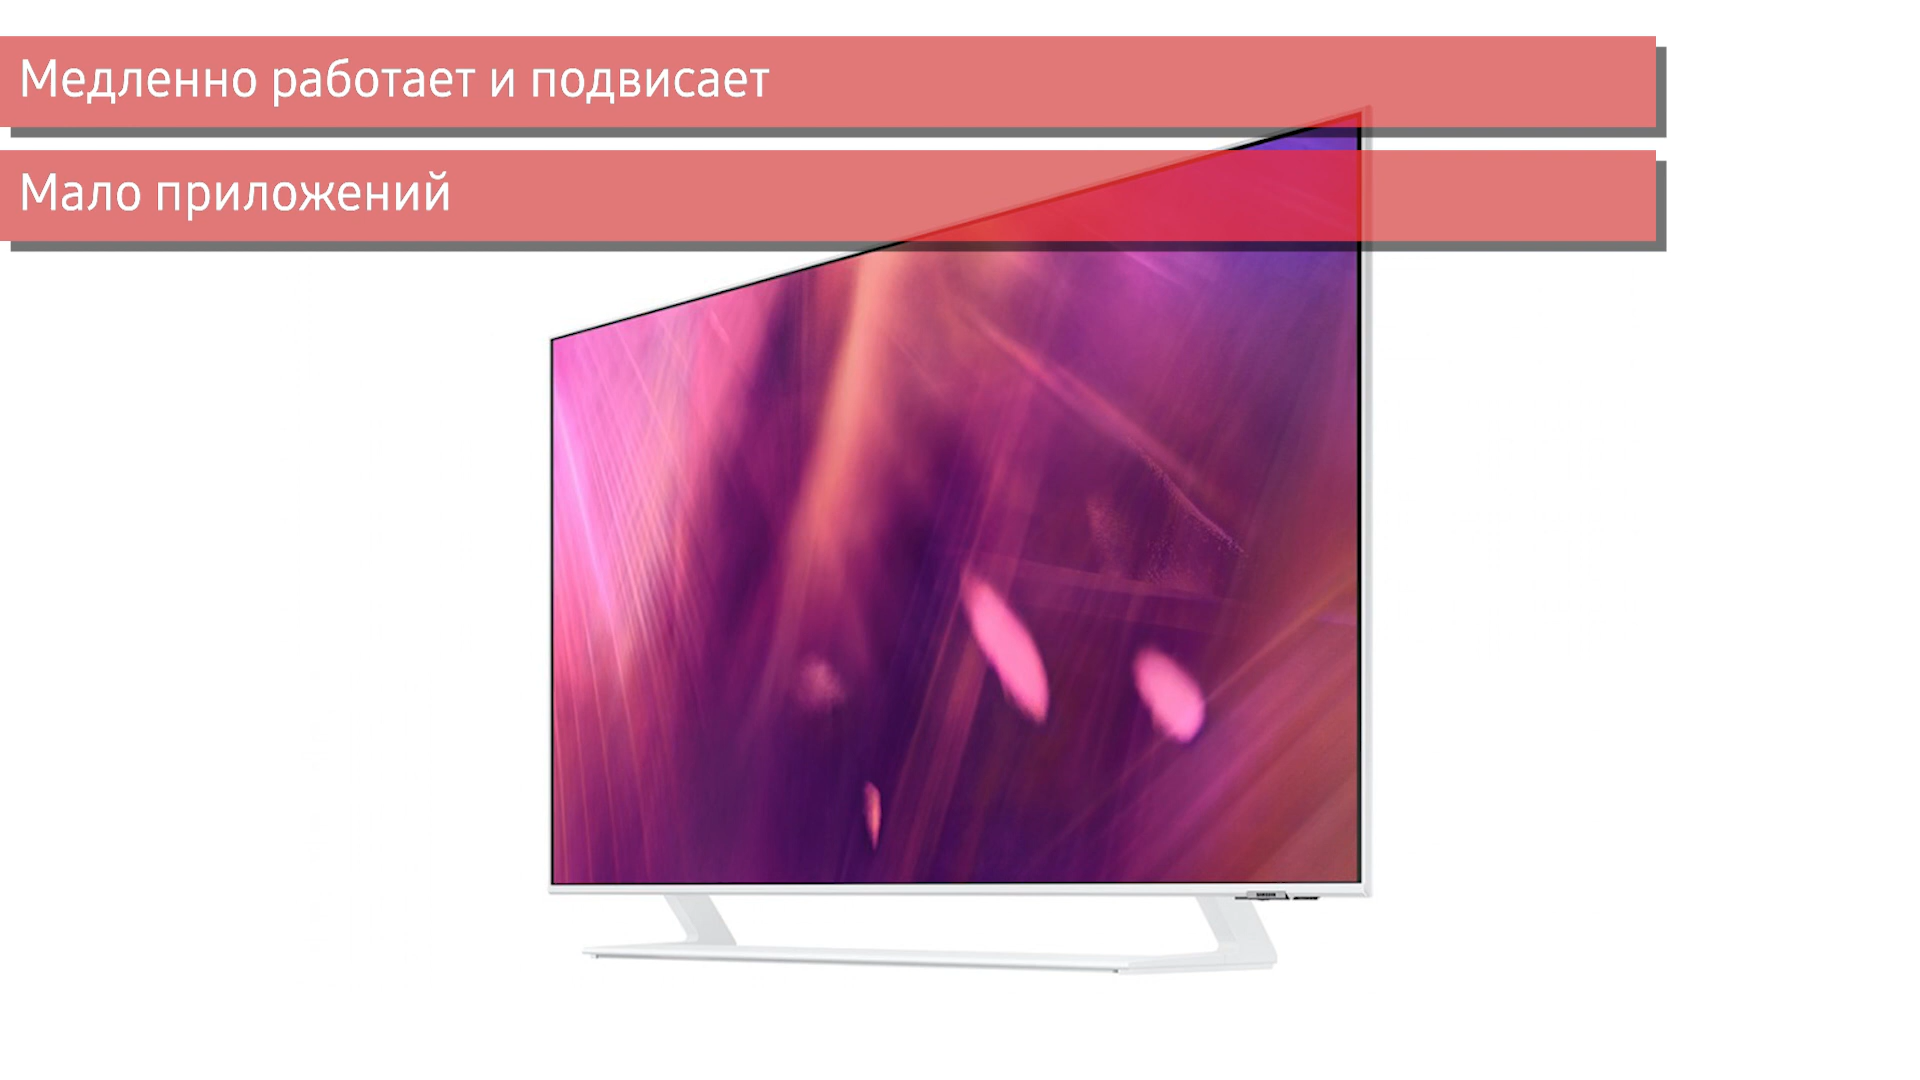 Медленно работает и подвисает
Мало приложений